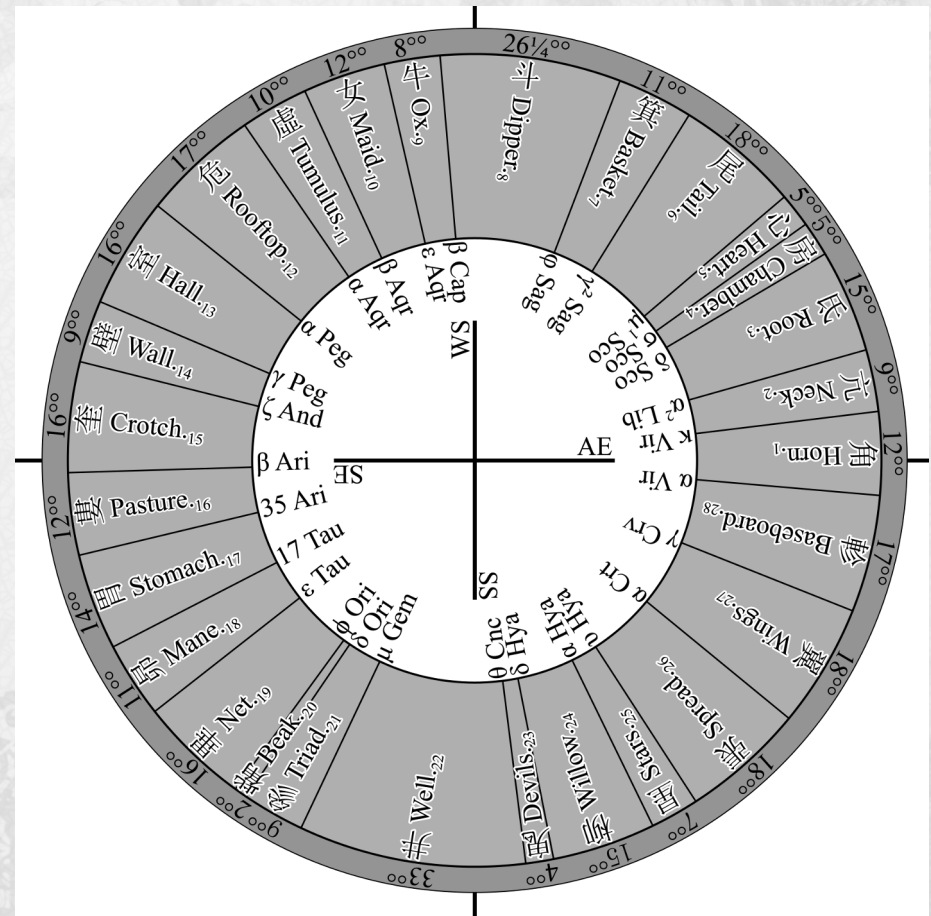 角 Horn.1
亢 Neck.2
氐 Root.3
房 Chamber.4
心 Heart.5
尾 Tail.6
箕 Basket.7
斗 Dipper.8
牛 Ox.9
女 Maid.10
虛 Tumulus.11
危 Rooftop.12
室 Hall.13
壁 Wall.14
奎 Crotch.15
婁 Pasture.16
胃 Stomach.17
昴 Mane.18
畢 Net.19
觜 Beak.20
參 Triad.21
井 Well.22
鬼 Devils.23
柳 Willow.24
星 Stars.25
張 Spread.26
翼 Wings.27
軫 Baseboard.28
12°°
9°°
15°°
5°°
5°°
18°°
11°°
26¼°°
8°°
12°°
10°°
17°°
16°°
9°°
16°°
12°°
14°°
11°°
16°°
2°°
9°°
33°°
4°°
15°°
7°°
18°°
18°°
17°°
α Vir
κ Vir
α² Lib
δ Sco
σ Sco
μ¹ Sco
γ² Sag
φ Sag
β Cap
ε Aqr
β Aqr
α Aqr
α Peg
γ Peg
ζ And
β Ari
35 Ari
17 Tau
ε Tau
ϕ Ori
δ Ori
μ Gem
θ Cnc
δ Hya
α Hya
υ Hya
α Crt
γ Crv
WS
AE
SE
SS